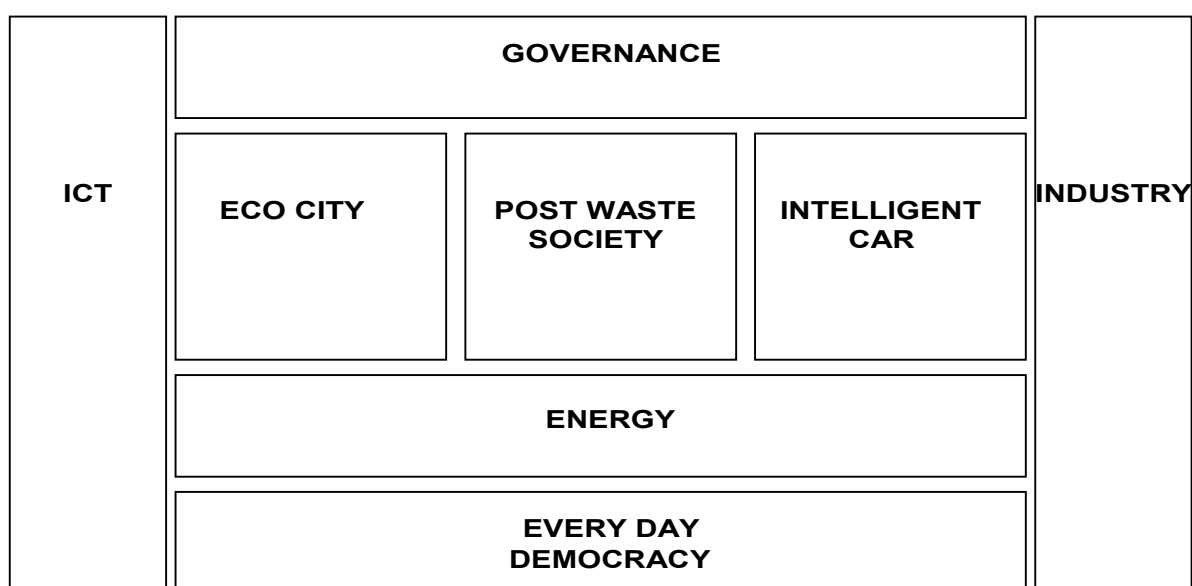 GOVERNANCE
ICT
ECO CITY
POST WASTE
SOCIETY
INTELLIGENT
CAR
INDUSTRY
ENERGY
EVERY DAY
DEMOCRACY